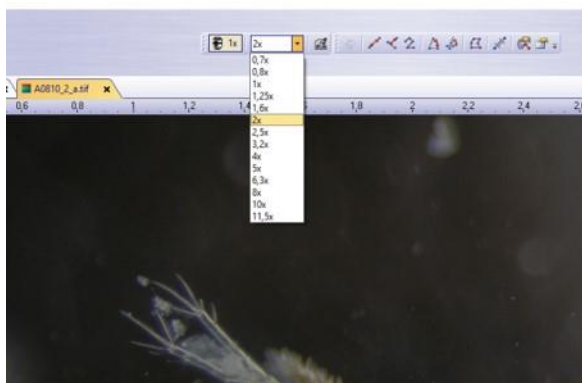 1x 2x
0,7x
0,8x
1x
1,25x
1,6x
2x
2,5x
3,2x
4x
5x
6,3x
8x
10x
11,5x
A0810_2_a.tif
0,6 0,8 1 1,2 1,4 1,8 2 2,2 2,4